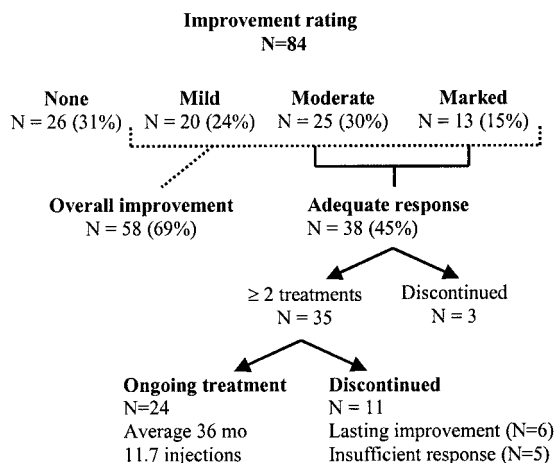 Improvement rating
N=84
None Mild Moderate Marked
N = 26 (31%) N = 20 (24%) N = 25 (30%) N = 13 (15%)
Overall improvement Adequate response
N = 58 (69%) N = 38 (45%)
≥ 2 treatments Discontinued
N = 35 N = 3
Ongoing treatment Discontinued
N=24 N = 11
Average 36 mo Lasting improvement (N=6)
11.7 injections Insufficient response (N=5)